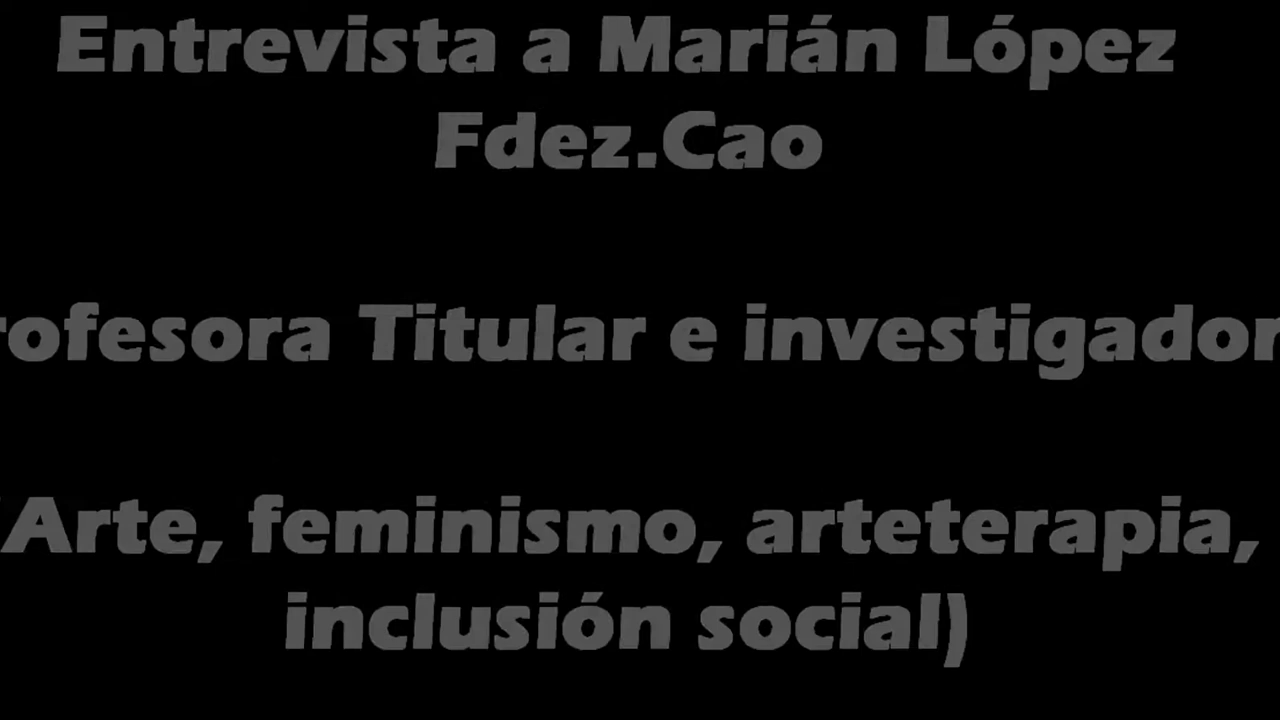 Entrevista a Marián López
Fdez.Cao
rofesora Titular e investigador
Arte, feminismo, arteterapia,
inclusión social)